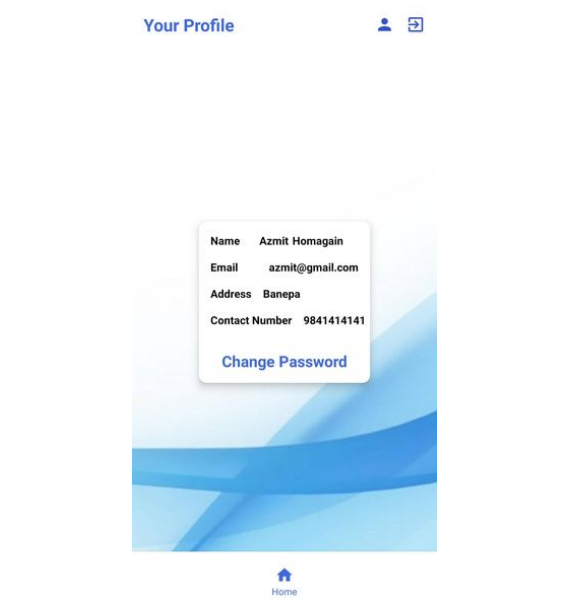 Your Profile
Name Azmit Homagain
Email azmit@gmail.com
Address Banepa
Contact Number 9841414141
Change Password
Home